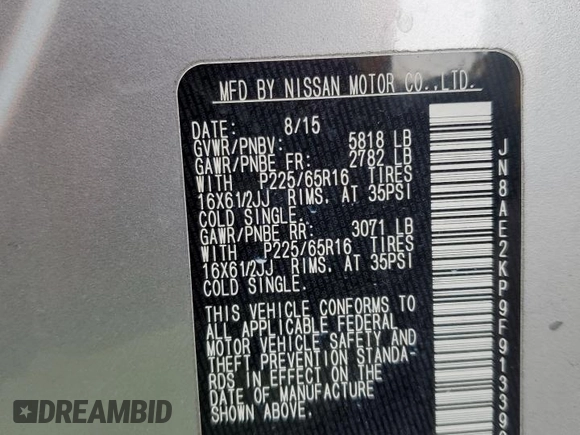 MFD BY NISSAN MOTOR CO.,LTD.
DATE: 8/15
GVWR/PNBV: 5818 LB
GAWR/PNBE FR: 2782 LB
WITH P225/65R16 TIRES
16X61/2JJ RIMS, AT 35PSI
COLD SINGLE.
GAWR/PNBE RR: 3071 LB
WITH P225/65R16 TIRES
16X61/2JJ RIMS, AT 35PSI
COLD SINGLE.
THIS VEHICLE CONFORMS TO
ALL APPLICABLE FEDERAL
MOTOR VEHICLE SAFETY AND
THEFT PREVENTION STANDA-
RDS IN EFFECT ON THE
DATE OF MANUFACTURE
SHOWN ABOVE.
JN8AE2KP9F913399
DREAMBID